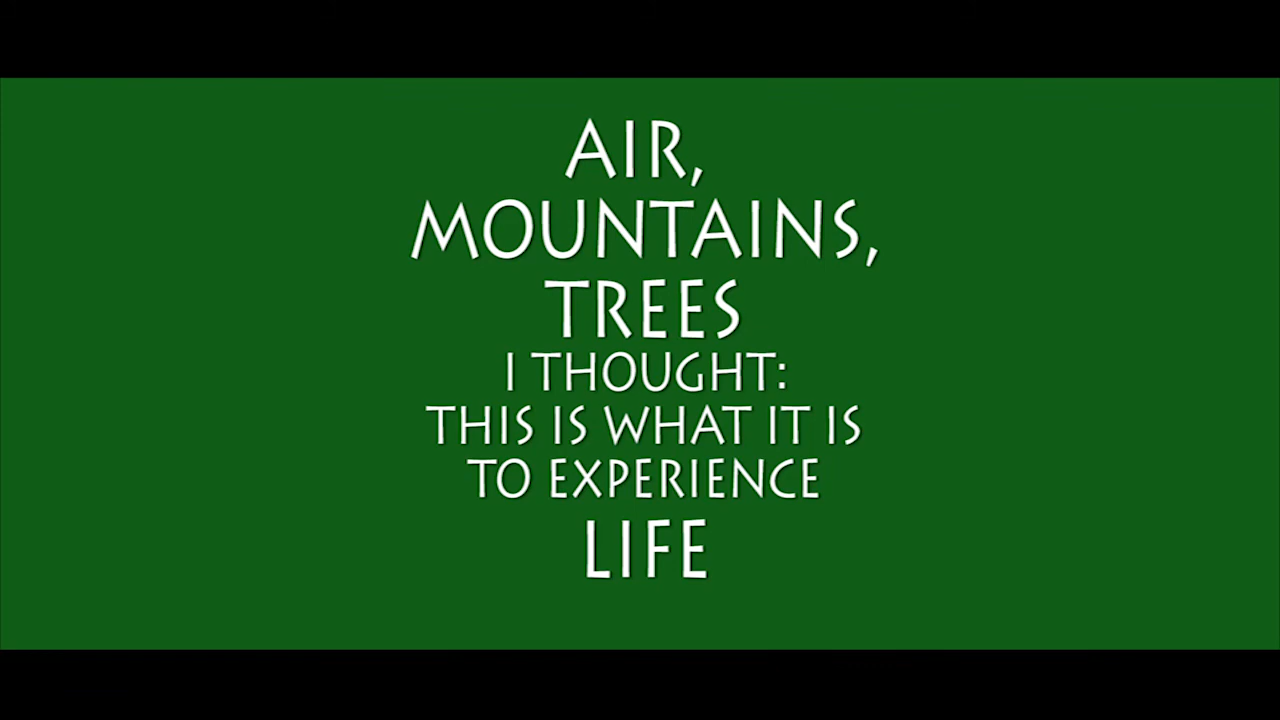 AIR,
MOUNTAINS,
TREES
I THOUGHT:
THIS IS WHAT IT IS
TO EXPERIENCE
LIFE